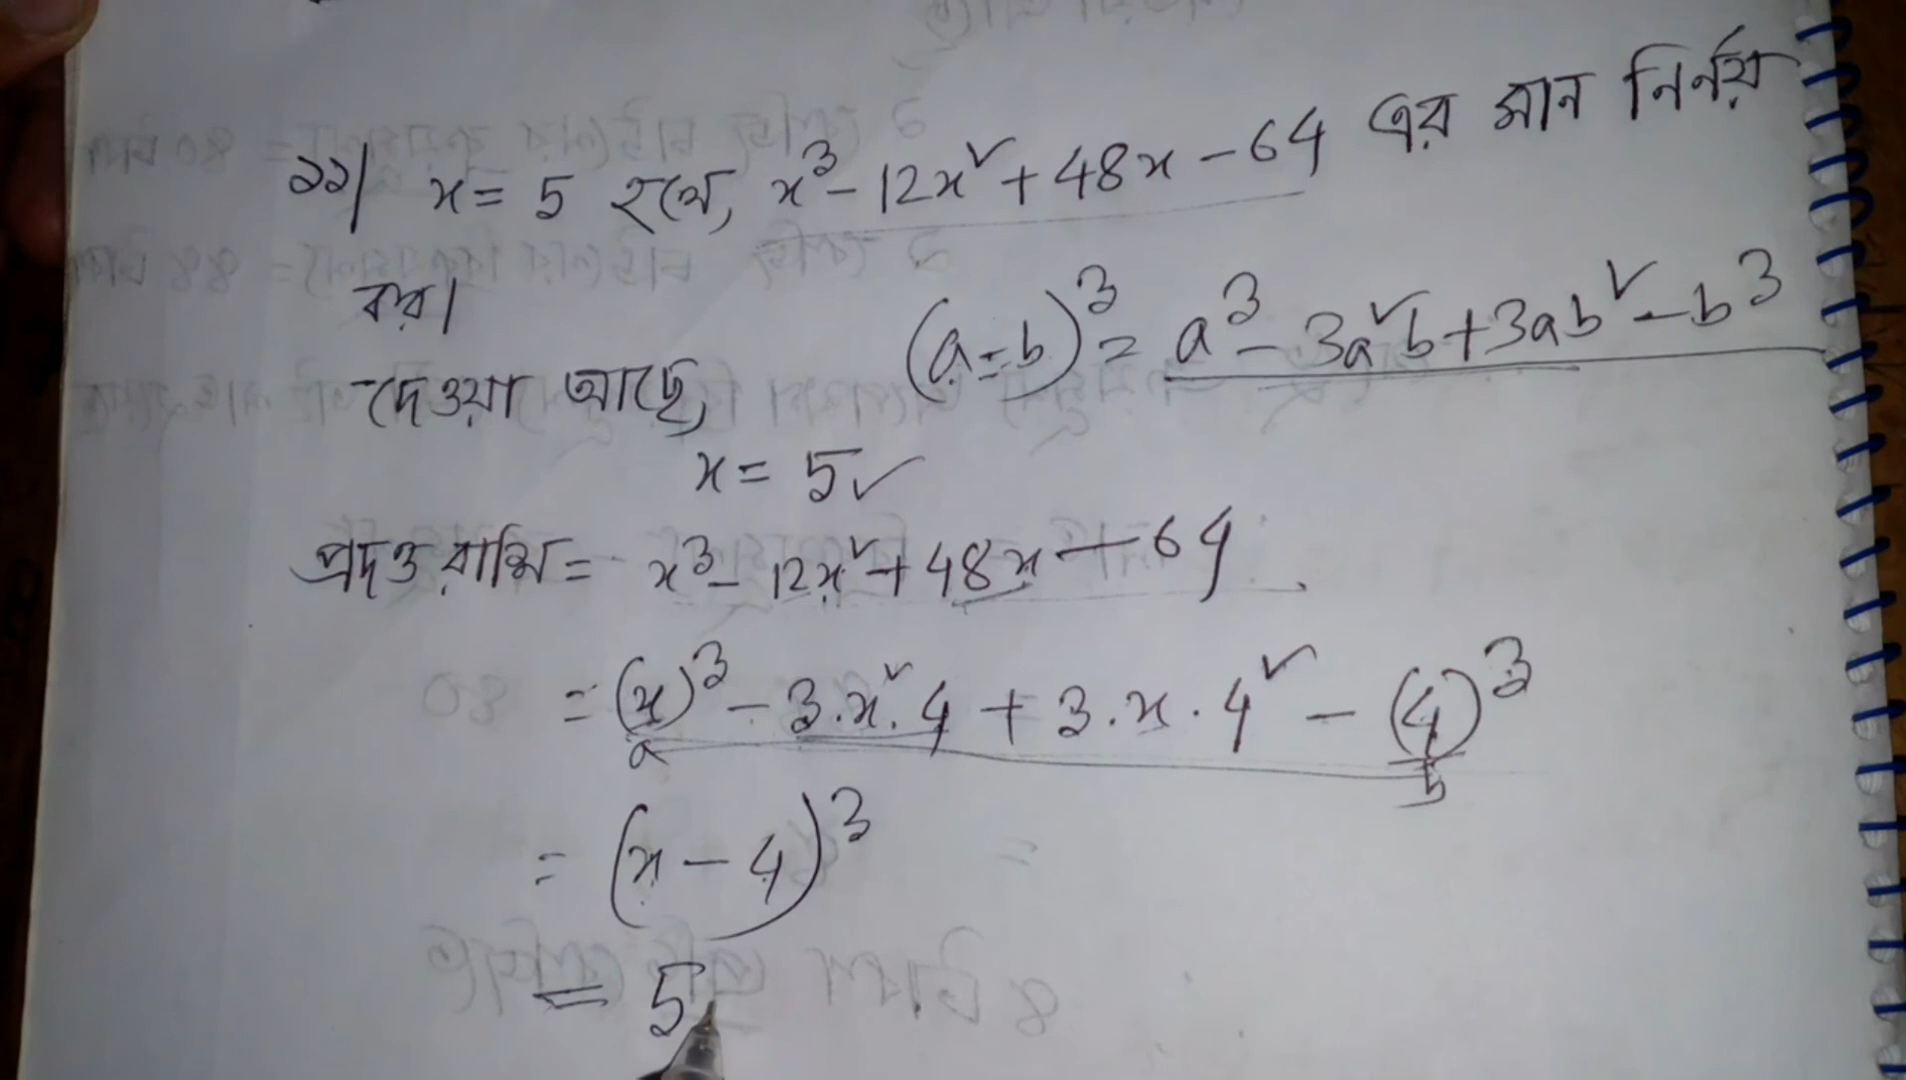 ১১| x = 5 হলে, x³ - 12x² + 48x - 64 এর মান নির্নয়
কর।
(a-b)³ = a³ - 3a²b + 3ab² - b³
দেওয়া আছে,
x = 5 ✓
প্রদত্ত রাশি = x³ - 12x² + 48x - 64
= (x)³ - 3.x².4 + 3.x.4² - (4)³
a b
= (x - 4)³
= 5